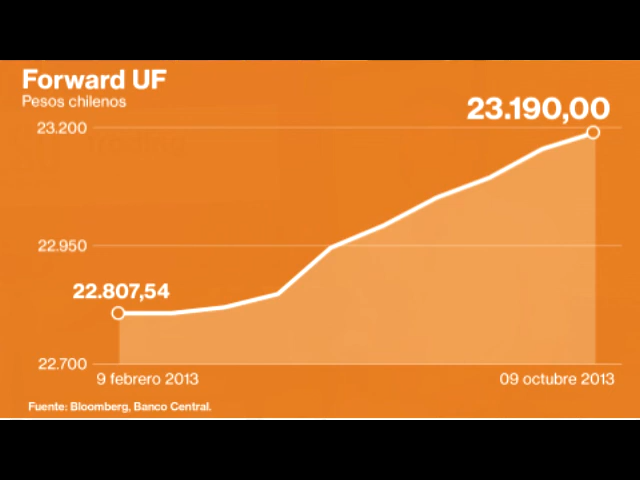 Forward UF
Pesos chilenos
23.190,00
23.200
22.950
22.807,54
22.700
9 febrero 2013
09 octubre 2013
Fuente: Bloomberg, Banco Central.